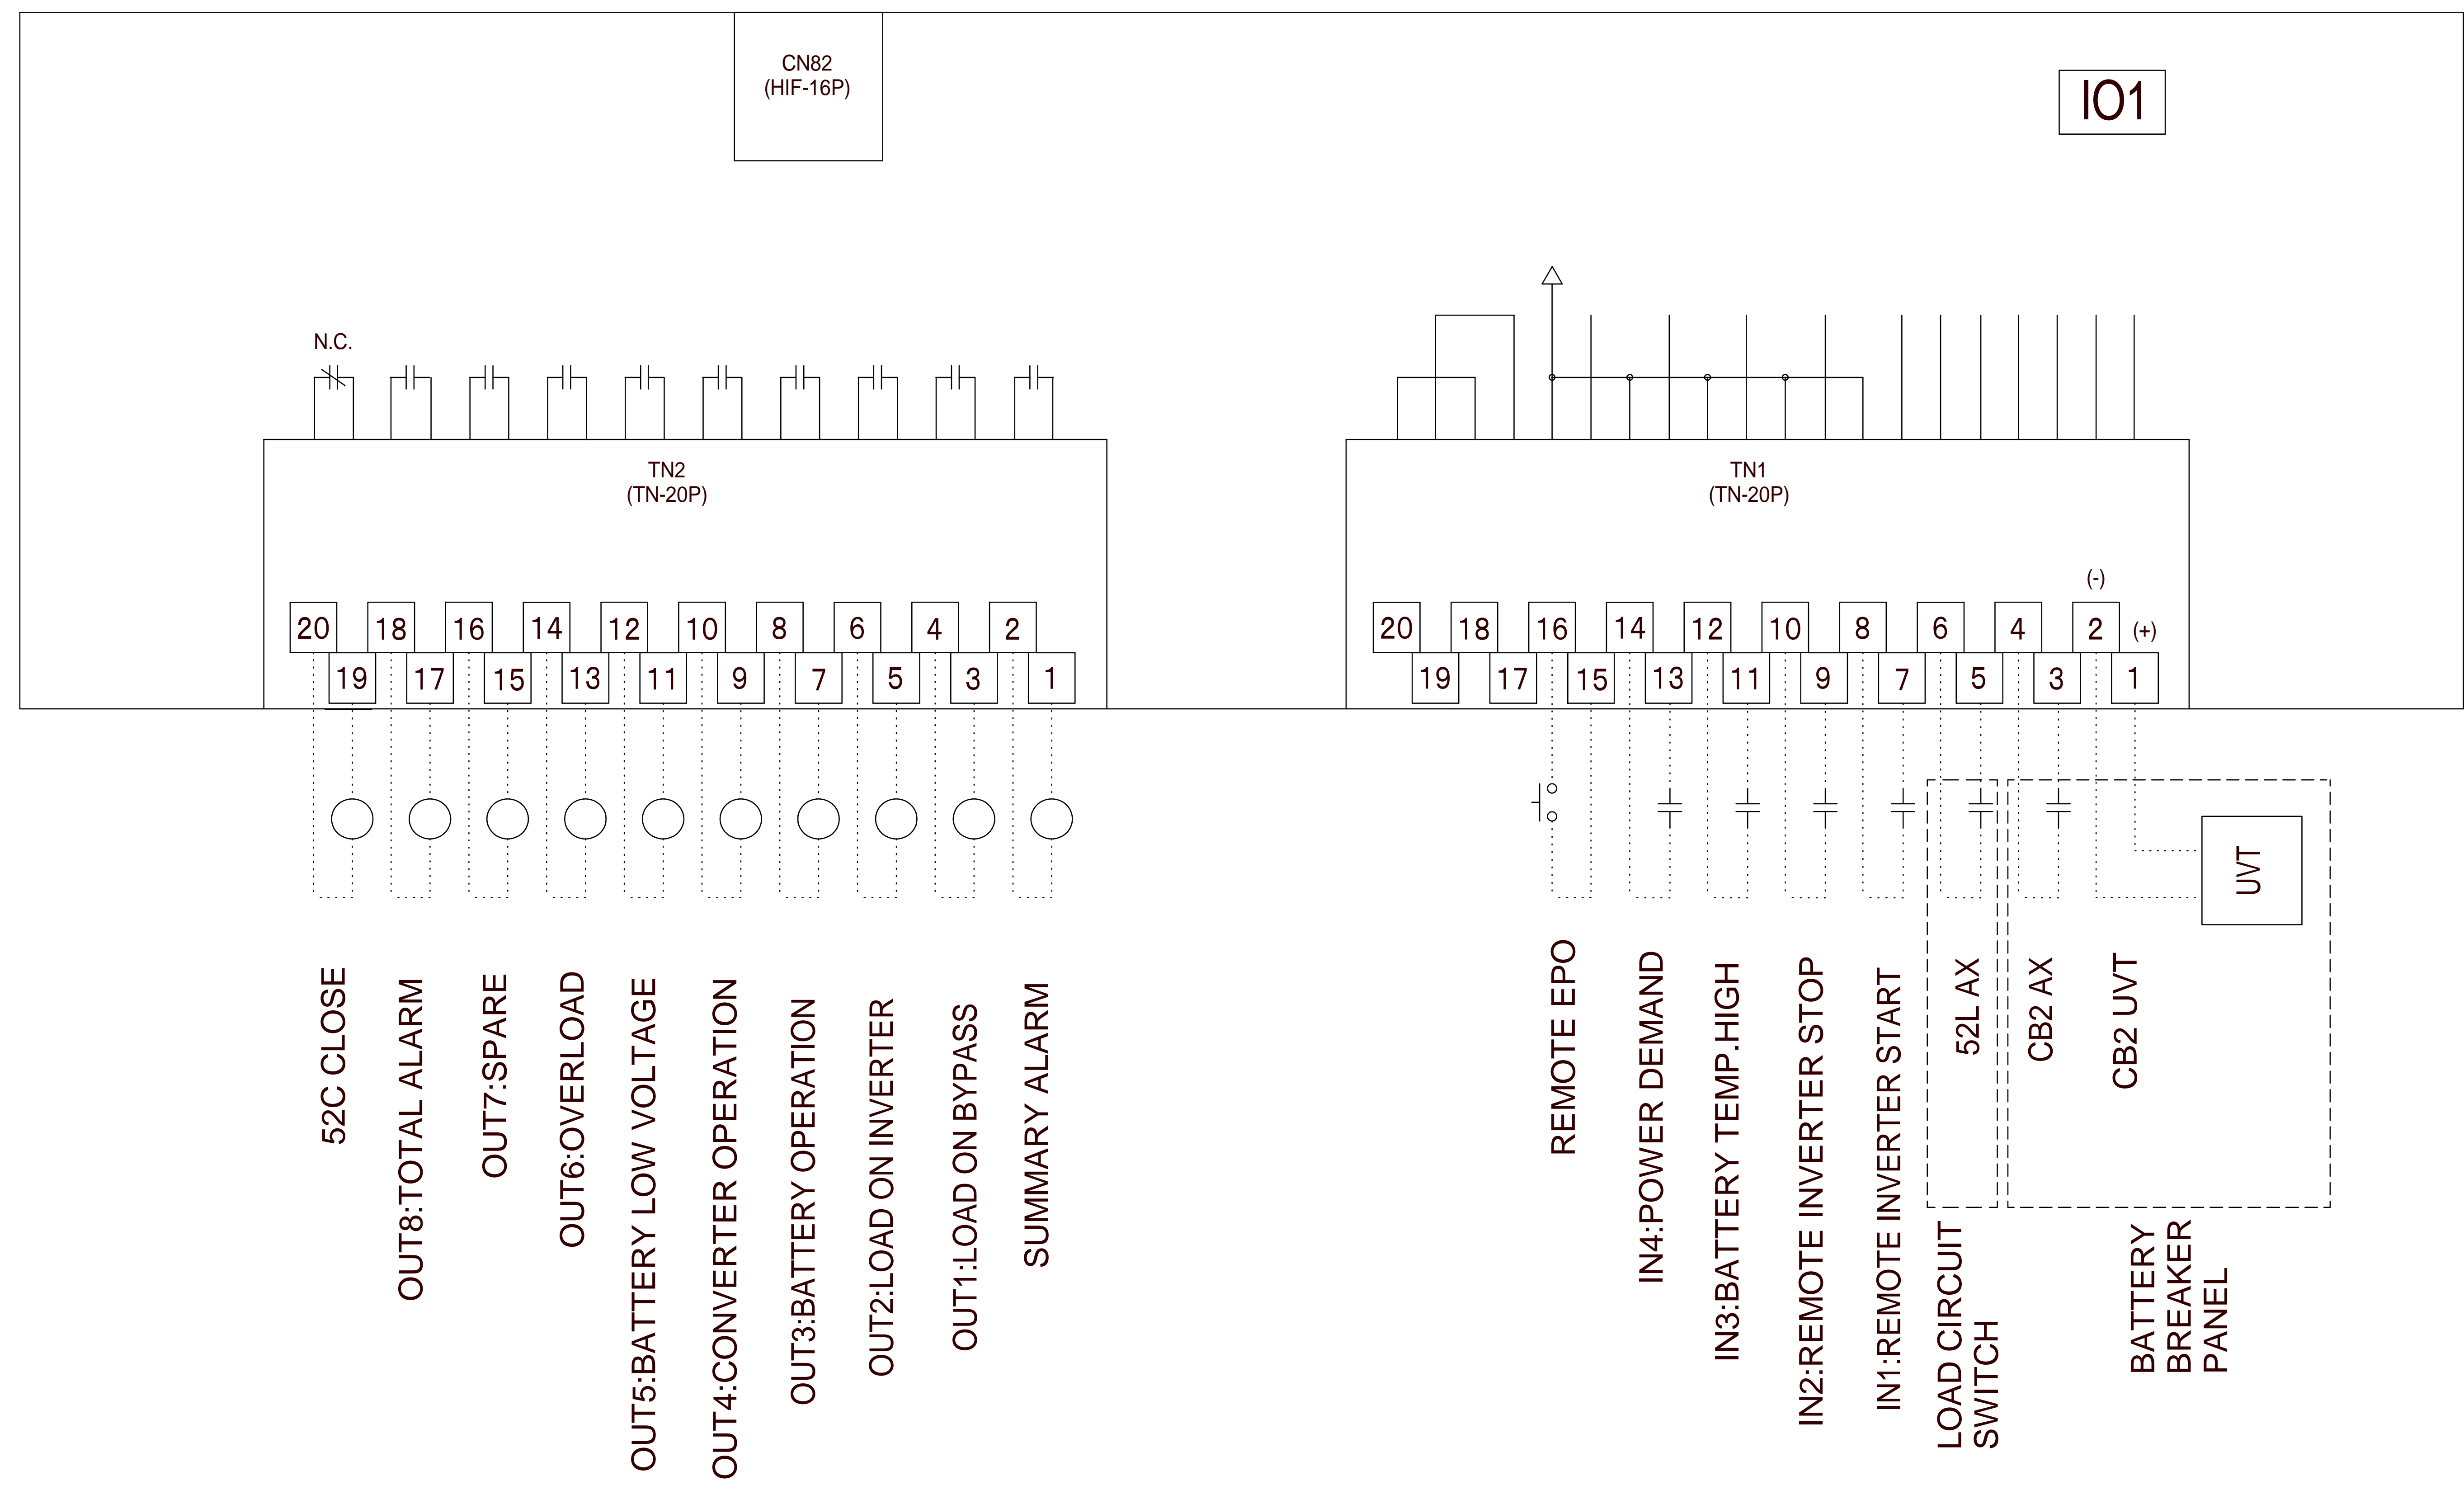 CN82
(HIF-16P)
IO1
N.C.
TN2
(TN-20P)
TN1
(TN-20P)
(-)
(+)
20 18 16 14 12 10 8 6 4 2
19 17 15 13 11 9 7 5 3 1
20 18 16 14 12 10 8 6 4 2
19 17 15 13 11 9 7 5 3 1
UVT
52C CLOSE
OUT8:TOTAL ALARM
OUT7:SPARE
OUT6:OVERLOAD
OUT5:BATTERY LOW VOLTAGE
OUT4:CONVERTER OPERATION
OUT3:BATTERY OPERATION
OUT2:LOAD ON INVERTER
OUT1:LOAD ON BYPASS
SUMMARY ALARM
REMOTE EPO
IN4:POWER DEMAND
IN3:BATTERY TEMP.HIGH
IN2:REMOTE INVERTER STOP
IN1:REMOTE INVERTER START
52L AX
CB2 AX
CB2 UVT
LOAD CIRCUIT
SWITCH
BATTERY
BREAKER
PANEL